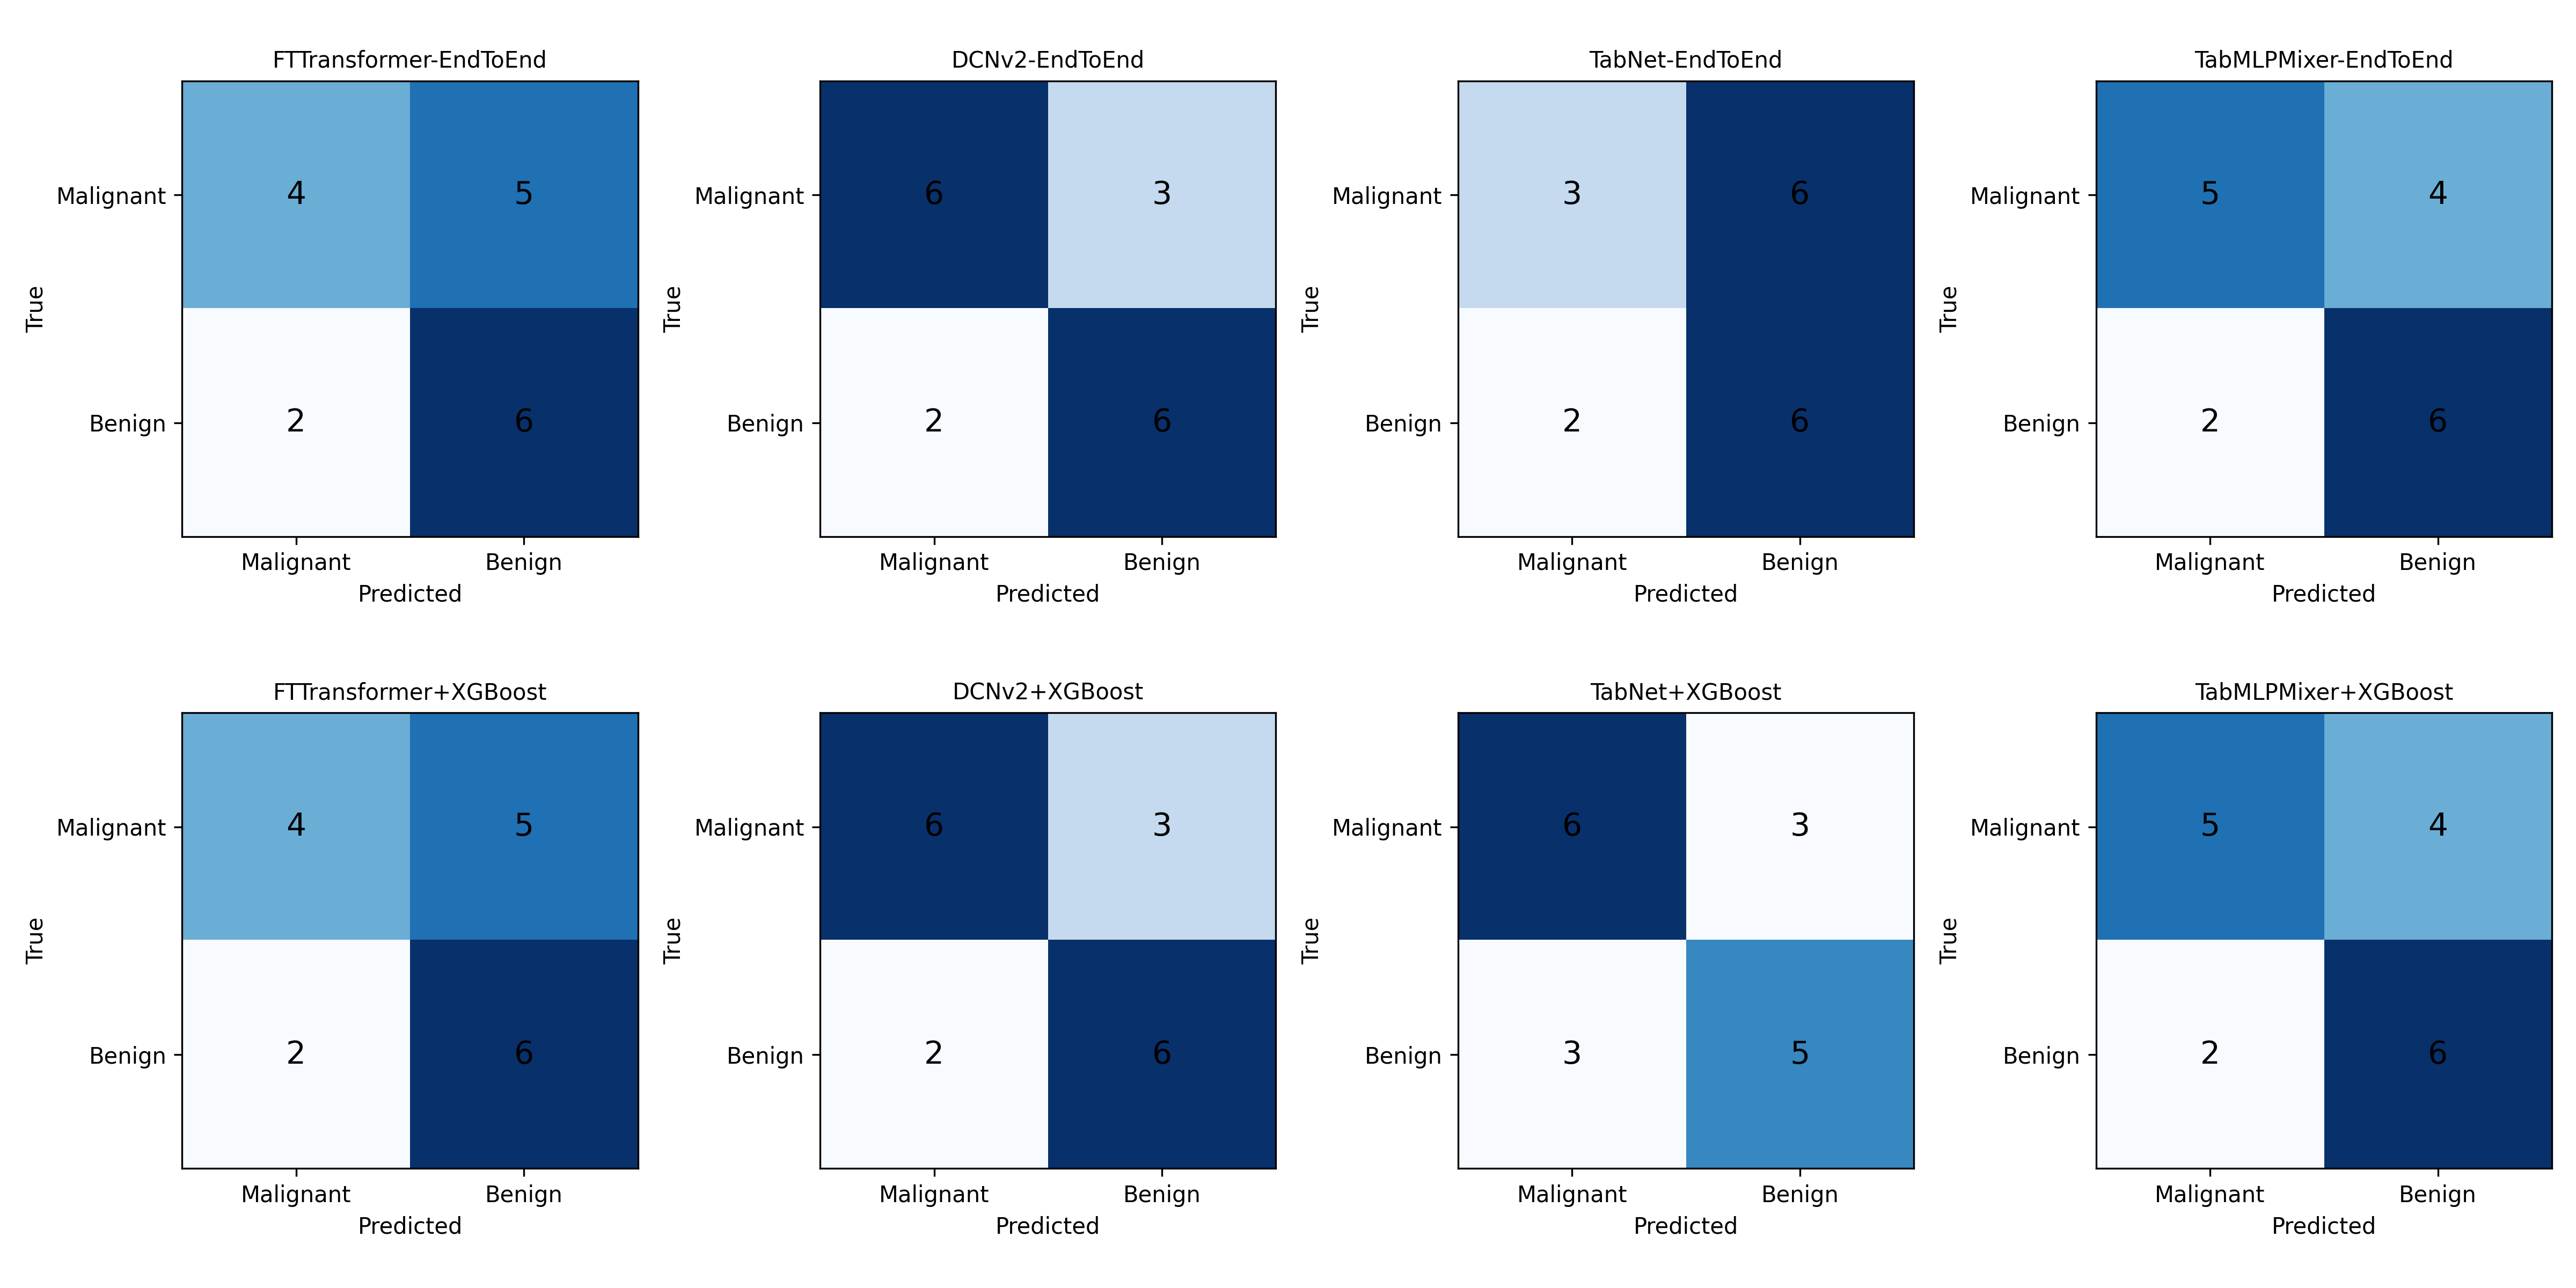 FTTransformer-EndToEnd
DCNv2-EndToEnd
TabNet-EndToEnd
TabMLPMixer-EndToEnd
Malignant 4 5
Malignant 6 3
Malignant 3 6
Malignant 5 4
True
True
True
True
Benign 2 6
Benign 2 6
Benign 2 6
Benign 2 6
Malignant Benign
Malignant Benign
Malignant Benign
Malignant Benign
Predicted
Predicted
Predicted
Predicted
FTTransformer+XGBoost
DCNv2+XGBoost
TabNet+XGBoost
TabMLPMixer+XGBoost
Malignant 4 5
Malignant 6 3
Malignant 6 3
Malignant 5 4
True
True
True
True
Benign 2 6
Benign 2 6
Benign 3 5
Benign 2 6
Malignant Benign
Malignant Benign
Malignant Benign
Malignant Benign
Predicted
Predicted
Predicted
Predicted